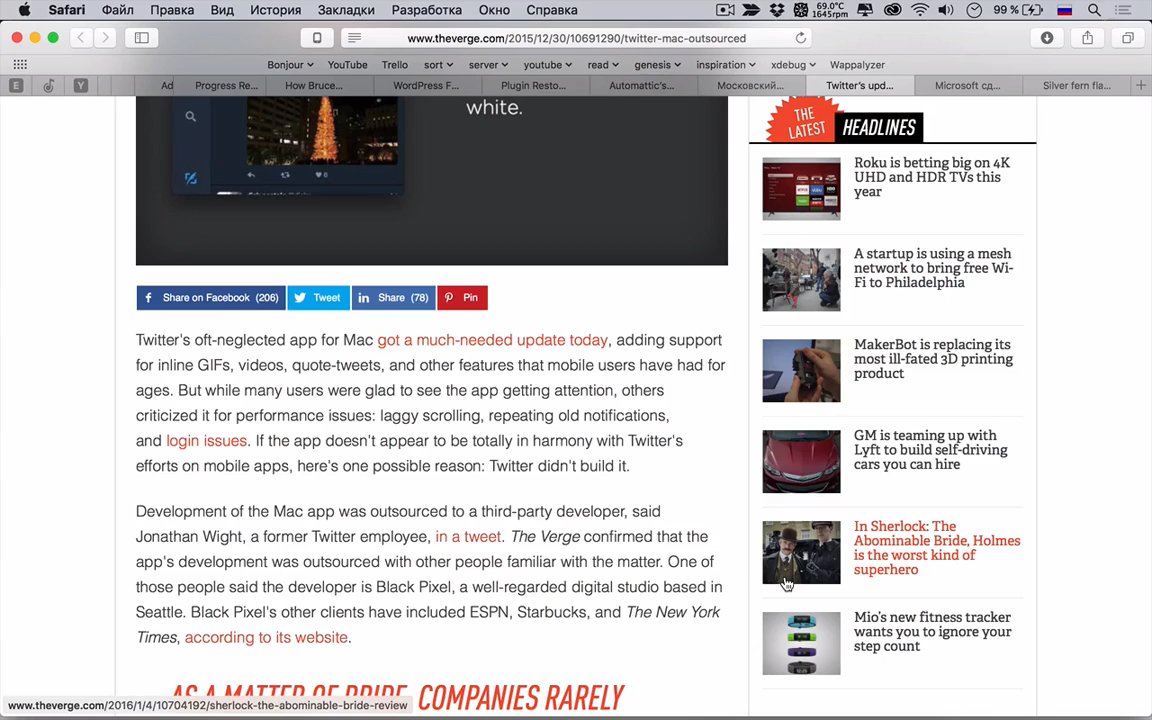 Safari Файл Правка Вид История Закладки Разработка Окно Справка 69.0°C 1645rpm 99 %
www.theverge.com/2015/12/30/10691290/twitter-mac-outsourced
Bonjour YouTube Trello sort server youtube read genesis inspiration xdebug Wappalyzer
E Y Ad Progress Re... How Bruce... WordPress F... Plugin Resto... Automattic's... Московский... Twitter's upd... Microsoft сд... Silver fern fla...
white.
THE LATEST HEADLINES
Roku is betting big on 4K
UHD and HDR TVs this
year
A startup is using a mesh
network to bring free Wi-
Fi to Philadelphia
MakerBot is replacing its
most ill-fated 3D printing
product
GM is teaming up with
Lyft to build self-driving
cars you can hire
In Sherlock: The
Abominable Bride, Holmes
is the worst kind of
superhero
Mio's new fitness tracker
wants you to ignore your
step count
Share on Facebook (206) Tweet Share (78) Pin
Twitter's oft-neglected app for Mac got a much-needed update today, adding support
for inline GIFs, videos, quote-tweets, and other features that mobile users have had for
ages. But while many users were glad to see the app getting attention, others
criticized it for performance issues: laggy scrolling, repeating old notifications,
and login issues. If the app doesn't appear to be totally in harmony with Twitter's
efforts on mobile apps, here's one possible reason: Twitter didn't build it.
Development of the Mac app was outsourced to a third-party developer, said
Jonathan Wight, a former Twitter employee, in a tweet. The Verge confirmed that the
app's development was outsourced with other people familiar with the matter. One of
those people said the developer is Black Pixel, a well-regarded digital studio based in
Seattle. Black Pixel's other clients have included ESPN, Starbucks, and The New York
Times, according to its website.
AS A MATTER OF PRIDE, COMPANIES RARELY
www.theverge.com/2016/1/4/10704192/sherlock-the-abominable-bride-review